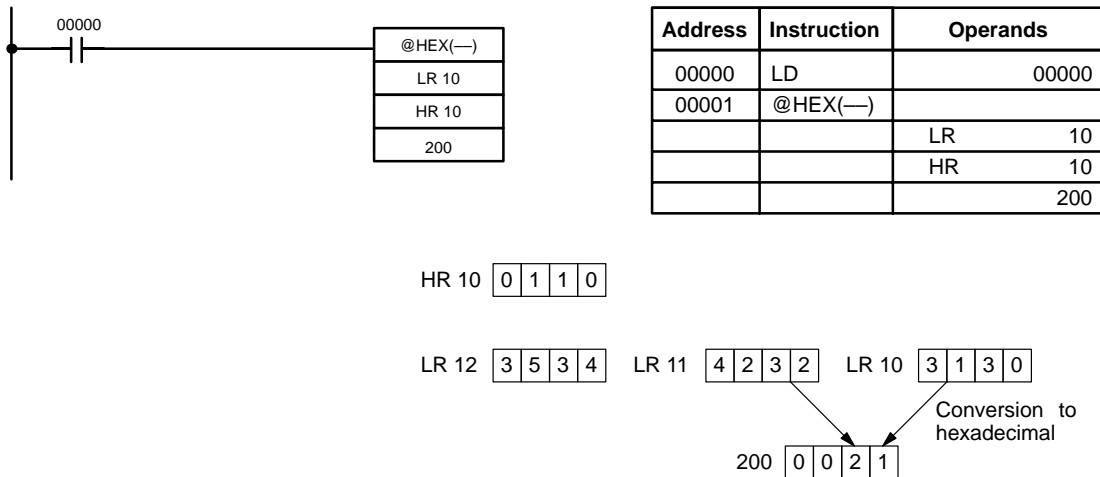 00000
@HEX(––)
LR 10
HR 10
200
Address Instruction Operands
00000 LD 00000
00001 @HEX(––)
LR 10
HR 10
200
HR 10 0 1 1 0
LR 12 3 5 3 4 LR 11 4 2 3 2 LR 10 3 1 3 0
Conversion to
hexadecimal
200 0 0 2 1